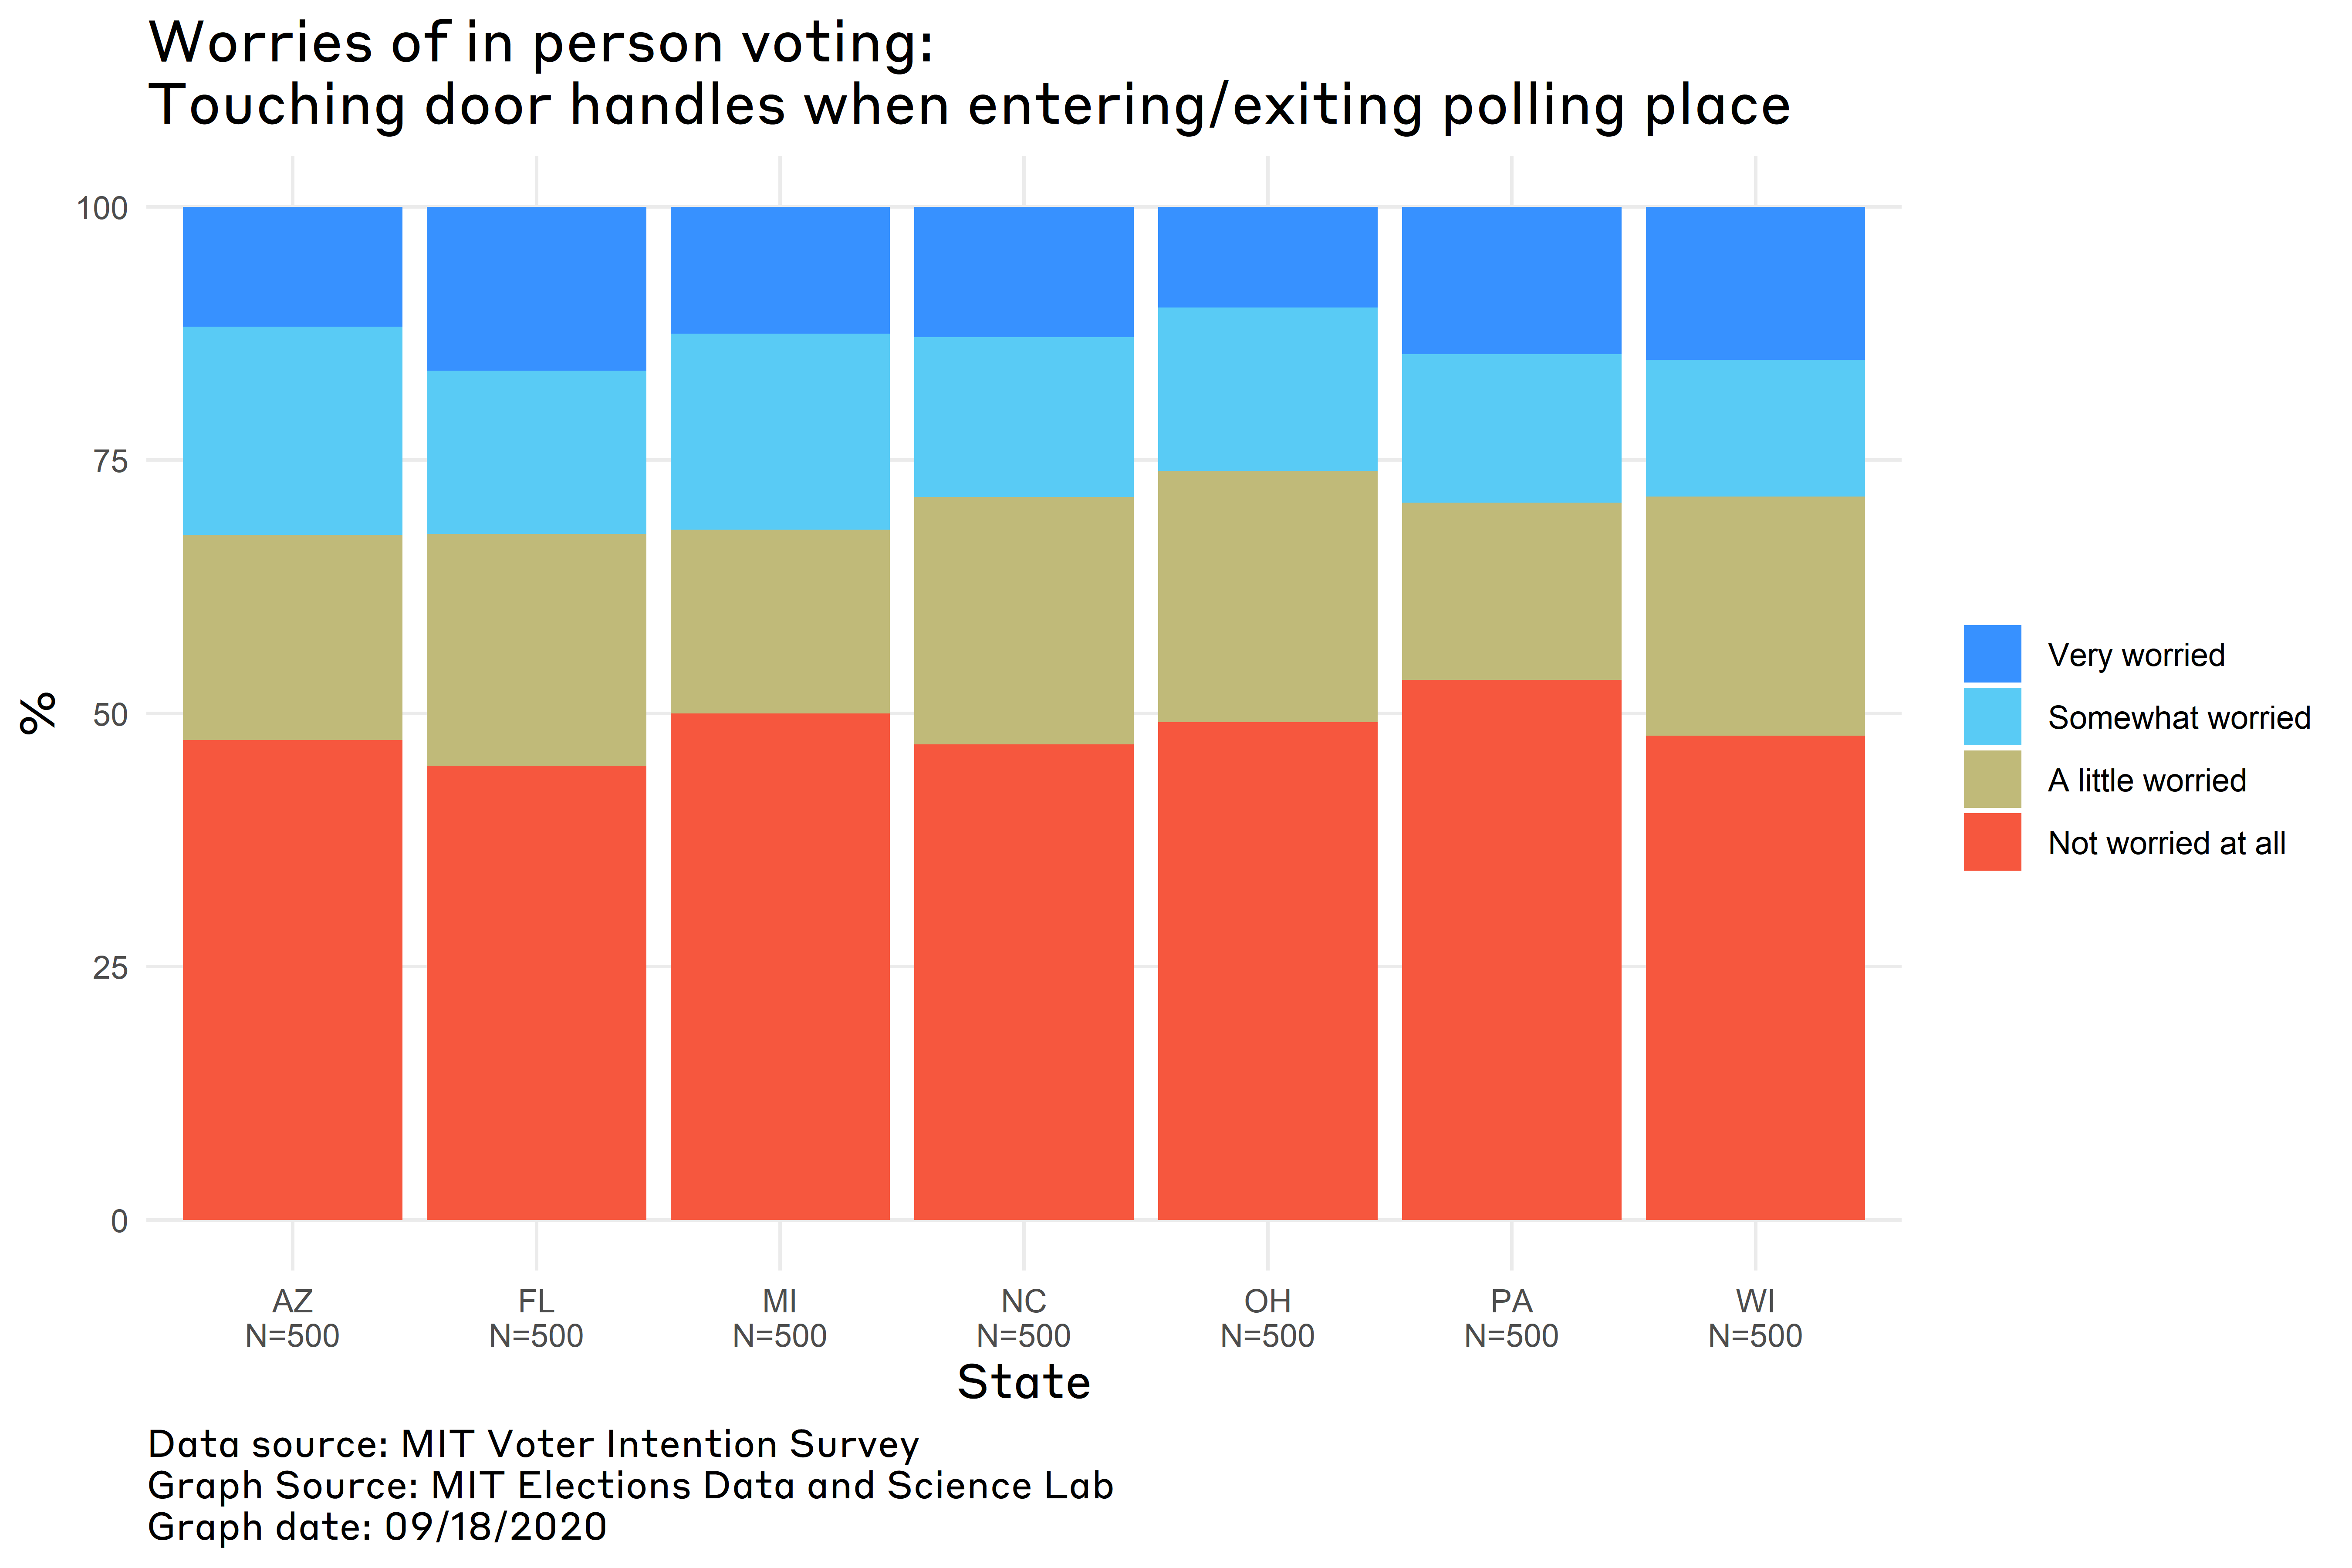 Worries of in person voting:
Touching door handles when entering/exiting polling place
100
75
50
25
0
%
AZ
N=500
FL
N=500
MI
N=500
NC
N=500
OH
N=500
PA
N=500
WI
N=500
State
Very worried
Somewhat worried
A little worried
Not worried at all
Data source: MIT Voter Intention Survey
Graph Source: MIT Elections Data and Science Lab
Graph date: 09/18/2020